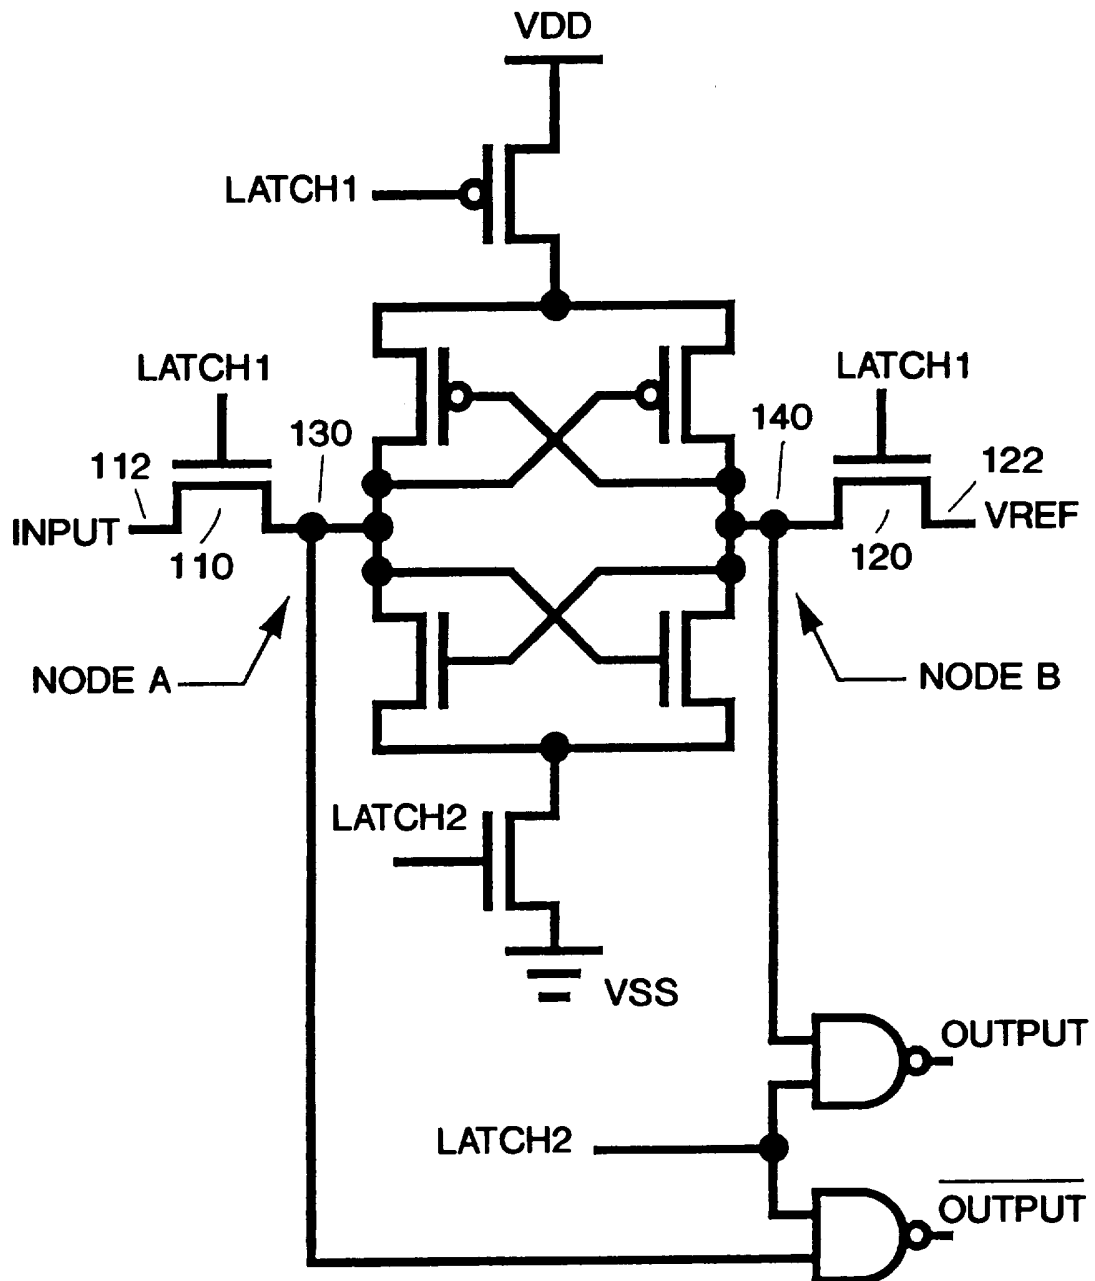 VDD
LATCH1
LATCH1
LATCH1
130
140
112
122
INPUT
VREF
110
120
NODE A
NODE B
LATCH2
VSS
OUTPUT
LATCH2
OUTPUT